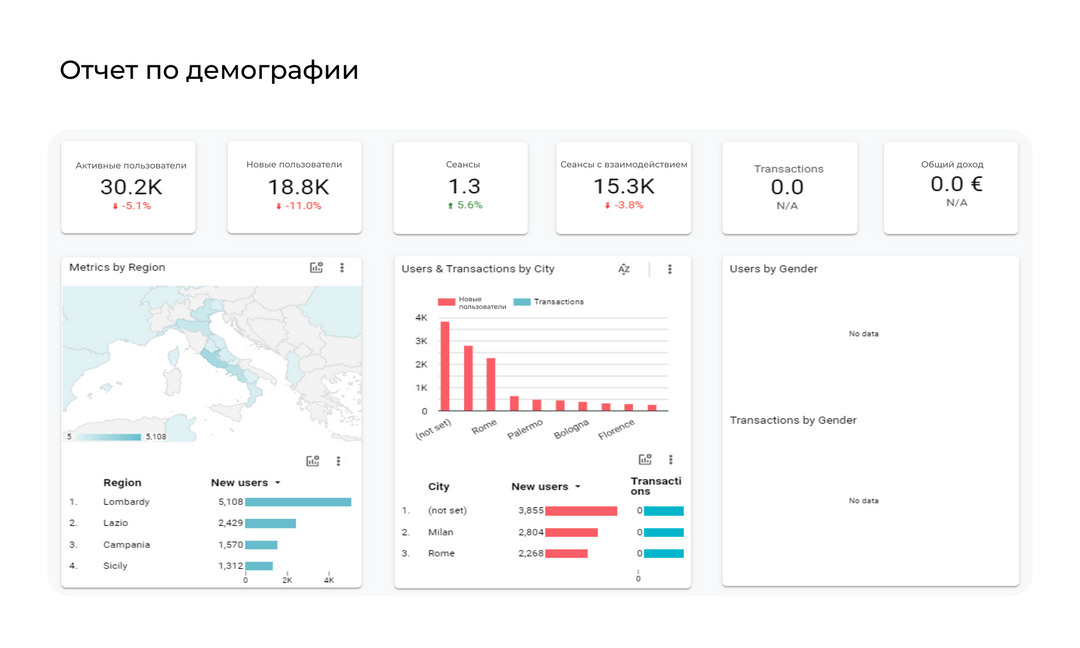 Отчет по демографии
Активные пользователи
30.2K
-5.1%
Новые пользователи
18.8K
-11.0%
Сеансы
1.3
5.6%
Сеансы с взаимодействием
15.3K
-3.8%
Transactions
0.0
N/A
Общий доход
0.0 €
N/A
Metrics by Region
5
5,108
Region New users
1. Lombardy 5,108
2. Lazio 2,429
3. Campania 1,570
4. Sicily 1,312
0 2K 4K
Users & Transactions by City
AZ
Новые
пользователи
Transactions
4K
3K
2K
1K
0
(not set) Rome Palermo Bologna Florence
City New users Transacti
ons
1. (not set) 3,855 0
2. Milan 2,804 0
3. Rome 2,268 0
0
Users by Gender
No data
Transactions by Gender
No data